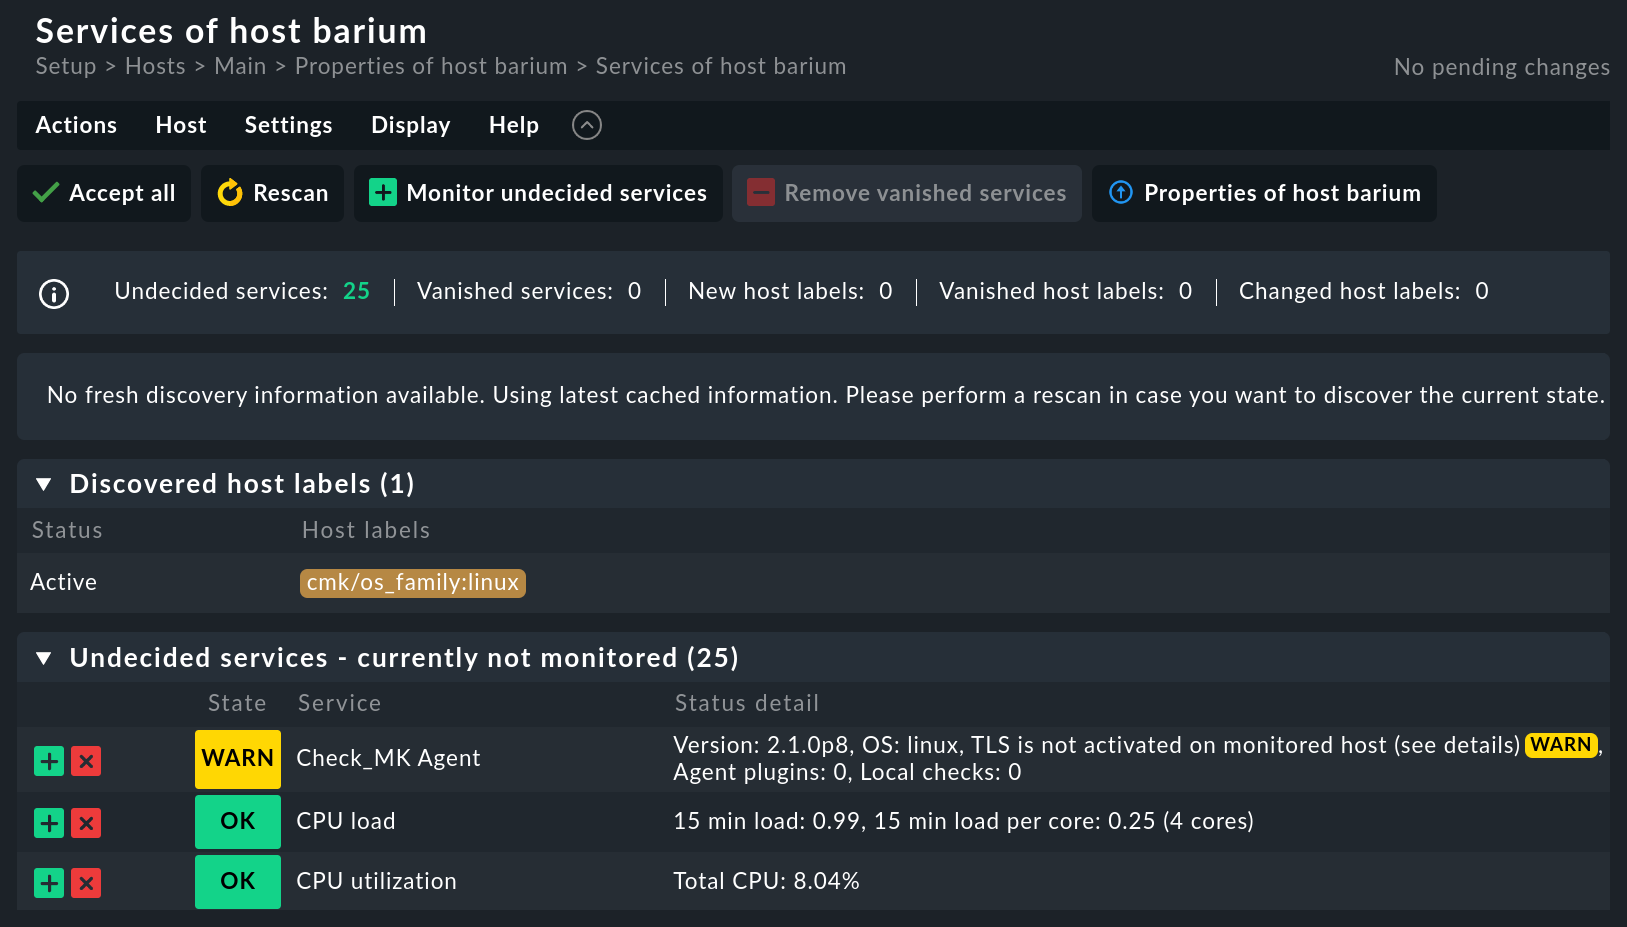 Services of host barium
Setup > Hosts > Main > Properties of host barium > Services of host barium
No pending changes
Actions Host Settings Display Help
Accept all Rescan Monitor undecided services Remove vanished services Properties of host barium
Undecided services: 25 Vanished services: 0 New host labels: 0 Vanished host labels: 0 Changed host labels: 0
No fresh discovery information available. Using latest cached information. Please perform a rescan in case you want to discover the current state.
Discovered host labels (1)
Status Host labels
Active cmk/os_family:linux
Undecided services - currently not monitored (25)
State Service Status detail
WARN Check_MK Agent Version: 2.1.0p8, OS: linux, TLS is not activated on monitored host (see details) WARN,
Agent plugins: 0, Local checks: 0
OK CPU load 15 min load: 0.99, 15 min load per core: 0.25 (4 cores)
OK CPU utilization Total CPU: 8.04%